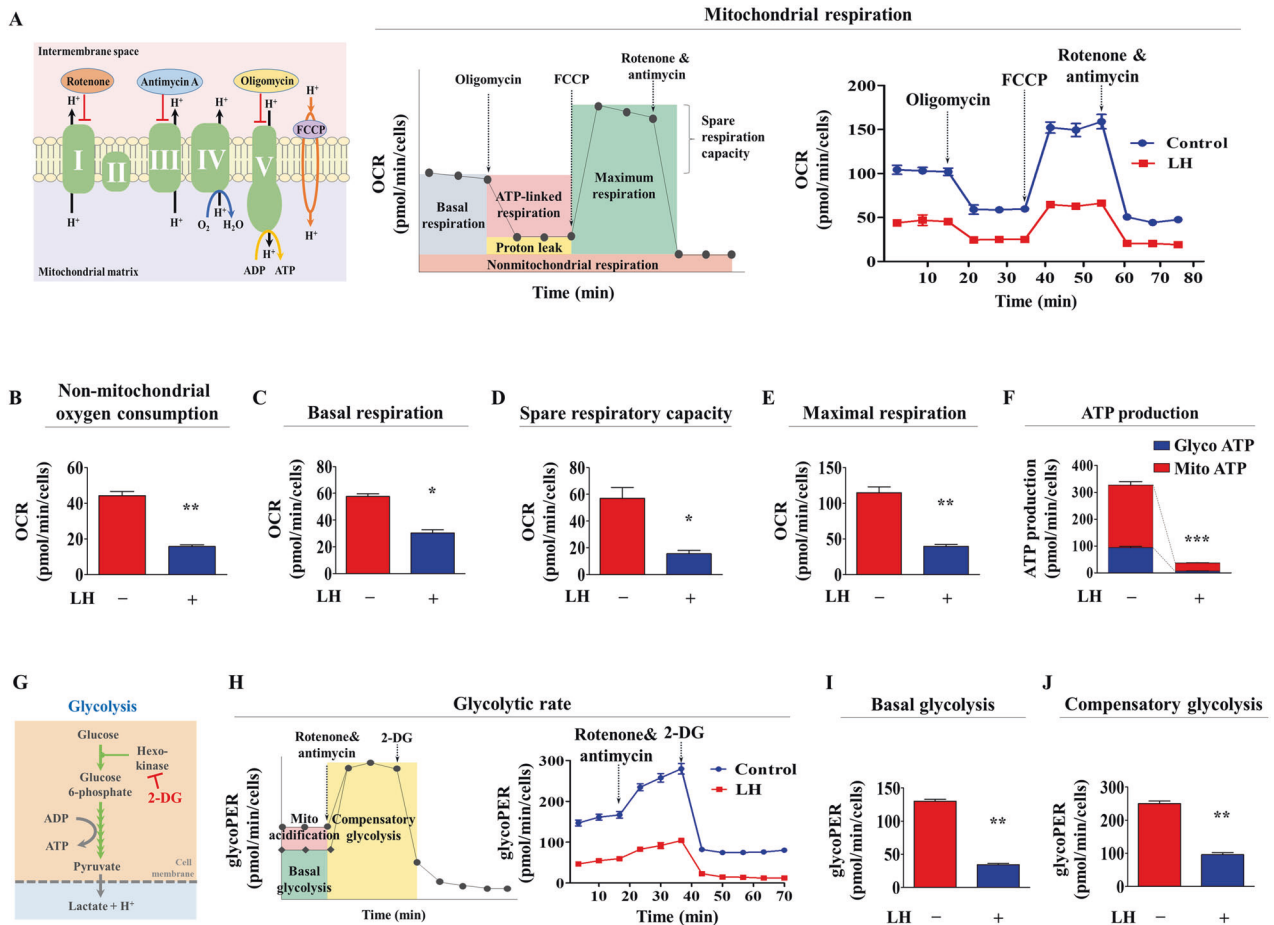 A
Mitochondrial respiration
Intermembrane space
Rotenone
Antimycin A
Oligomycin
H+
H+
H+
H+
H+
FCCP
I
II
III
IV
V
H+
H+
H+
O2
H2O
H+
H+
ADP
ATP
Mitochondrial matrix
OCR
(pmol/min/cells)
Oligomycin
FCCP
Rotenone &
antimycin
Spare
respiration
capacity
Basal
respiration
ATP-linked
respiration
Maximum
respiration
Proton leak
Nonmitochondrial respiration
Time (min)
OCR
(pmol/min/cells)
200
150
100
50
0
Oligomycin
FCCP
Rotenone &
antimycin
Control
LH
10 20 30 40 50 60 70 80
Time (min)
B
Non-mitochondrial
oxygen consumption
OCR
(pmol/min/cells)
60
40
20
0
**
LH − +
C
Basal respiration
OCR
(pmol/min/cells)
80
60
40
20
0
*
LH − +
D
Spare respiratory capacity
OCR
(pmol/min/cells)
80
60
40
20
0
*
LH − +
E
Maximal respiration
OCR
(pmol/min/cells)
150
100
50
0
**
LH − +
F
ATP production
Glyco ATP
Mito ATP
ATP production
(pmol/min/cells)
400
300
200
100
0
***
LH − +
G
Glycolysis
Glucose
Hexo-
kinase
Glucose
6-phosphate
2-DG
ADP
ATP
Pyruvate
Cell
membrane
Lactate + H+
H
Glycolytic rate
glycoPER
(pmol/min/cells)
Rotenone&
antimycin
2-DG
Mito
acidification
Compensatory
glycolysis
Basal
glycolysis
Time (min)
glycoPER
(pmol/min/cells)
300
200
100
0
Rotenone&
antimycin
2-DG
Control
LH
10 20 30 40 50 60 70
Time (min)
I
Basal glycolysis
glycoPER
(pmol/min/cells)
150
100
50
0
**
LH − +
J
Compensatory glycolysis
glycoPER
(pmol/min/cells)
300
200
100
0
**
LH − +